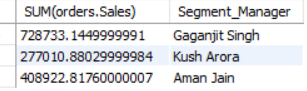 SUM(orders.Sales) Segment_Manager
728733.1449999991 Gaganjit Singh
277010.88029999984 Kush Arora
408922.81760000007 Aman Jain